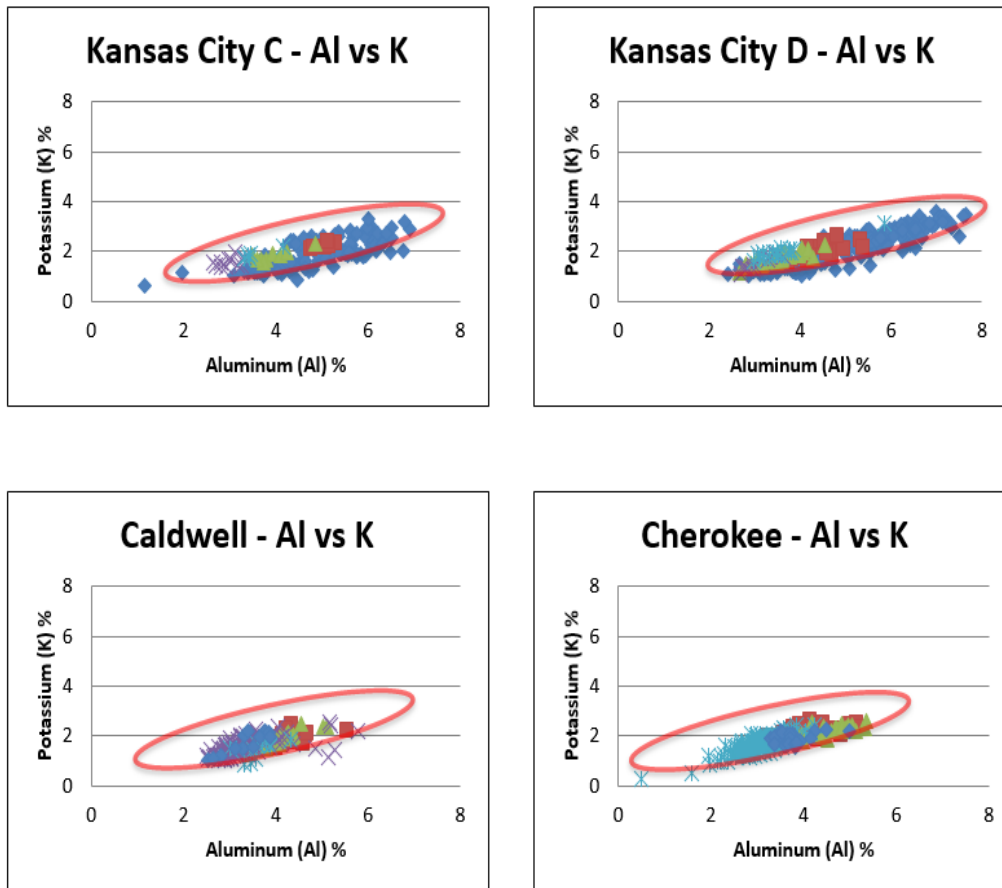 Kansas City C - Al vs K
8
6
4
2
0
Potassium (K) %
0 2 4 6 8
Aluminum (Al) %
Kansas City D - Al vs K
8
6
4
2
0
Potassium (K) %
0 2 4 6 8
Aluminum (Al) %
Caldwell - Al vs K
8
6
4
2
0
Potassium (K) %
0 2 4 6 8
Aluminum (Al) %
Cherokee - Al vs K
8
6
4
2
0
Potassium (K) %
0 2 4 6 8
Aluminum (Al) %